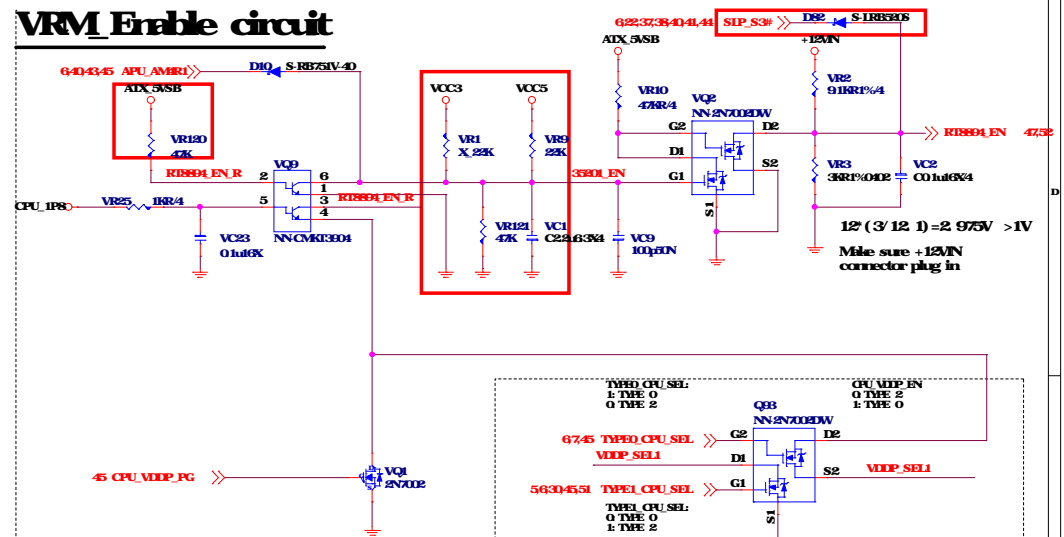 VRM_Enable circuit
6,22,37,38,40,41,44 SLP_S3#
D82 S-LRB520S
ATX_5VSB
+12VIN
6,40,43,45 APU_AM4R1
D10 S-RB751V-40
ATX_5VSB
VCC3
VCC5
VR10
47KR/4
VQ2
NN-2N7002DW
VR2
9.1KR1%/4
VR120
47K
VR1
X_22K
VR9
22K
G2
D2
RT8894_EN 47,52
D1
S2
VQ9
RT8894_EN_R
2
6
1
35201_EN
G1
S1
VR3
3KR1%0402
VC2
C0.1u16X/4
CPU_1P8
VR25 1KR/4
5
3
4
RT8894_EN_R
NN-CMKT3904
VC23
0.1u16X
VR121
47K
VC1
C2.2u6.3X4
VC9
100p50N
12*(3/12.1)=2.975V >1V
Make sure +12VIN
connector plug in
D
TYPE0_CPU_SEL:
1: TYPE 0
0: TYPE 2
CPU_VDDP_EN
0: TYPE 2
1: TYPE 0
Q93
NN-2N7002DW
6,7,45 TYPE0_CPU_SEL
G2
D2
VDDP_SEL1
D1
S2
VDDP_SEL1
45 CPU_VDDP_PG
VQ1
2N7002
5,6,30,45,51 TYPE1_CPU_SEL
G1
S1
TYPE1_CPU_SEL:
0: TYPE 0
1: TYPE 2